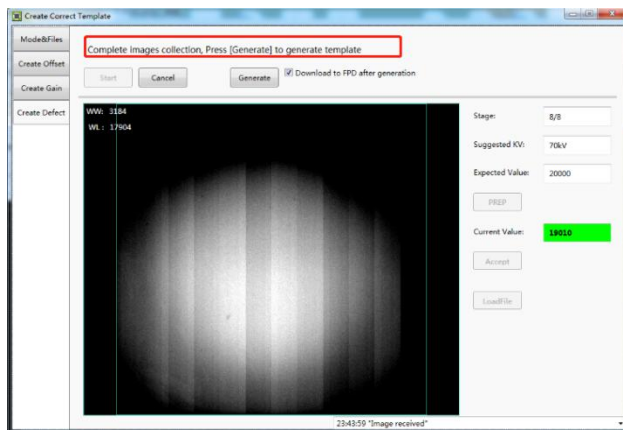 Create Correct Template
Mode&Files
Create Offset
Create Gain
Create Defect
Complete images collection, Press [Generate] to generate template
Start
Cancel
Generate
Download to FPD after generation
WW: 3184
WL: 17904
Stage:
8/8
Suggested KV:
70kV
Expected Value:
20000
PREP
Current Value:
19010
Accept
LoadFile
23:43:59 "Image received"